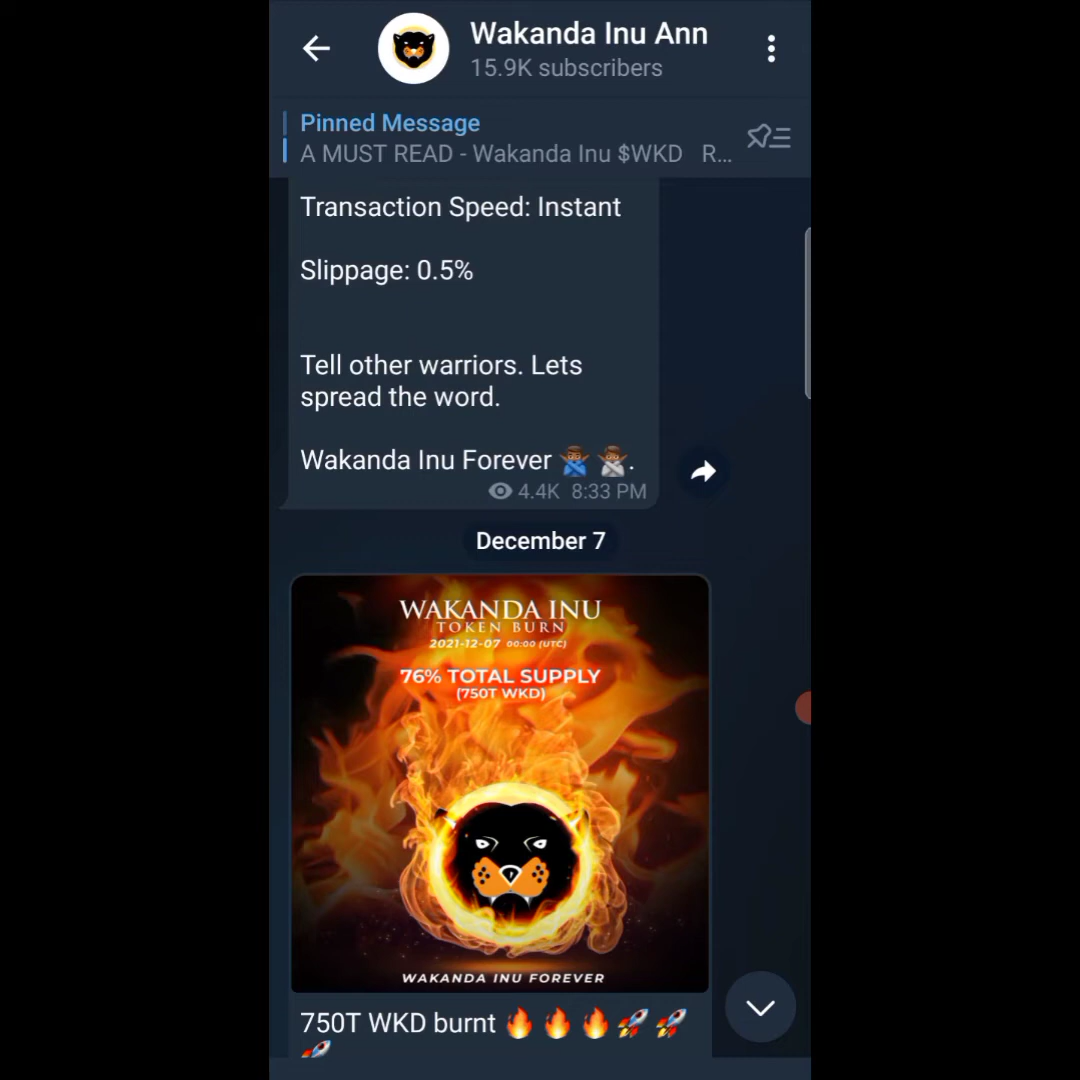 Wakanda Inu Ann
15.9K subscribers
Pinned Message
A MUST READ - Wakanda Inu $WKD R...
Transaction Speed: Instant
Slippage: 0.5%
Tell other warriors. Lets
spread the word.
Wakanda Inu Forever 🙅🏾‍♂️ 🙅🏾.
4.4K 8:33 PM
December 7
WAKANDA INU
TOKEN BURN
2021-12-07 00:00 (UTC)
76% TOTAL SUPPLY
(750T WKD)
WAKANDA INU FOREVER
750T WKD burnt 🔥 🔥 🔥 🚀 🚀
🚀